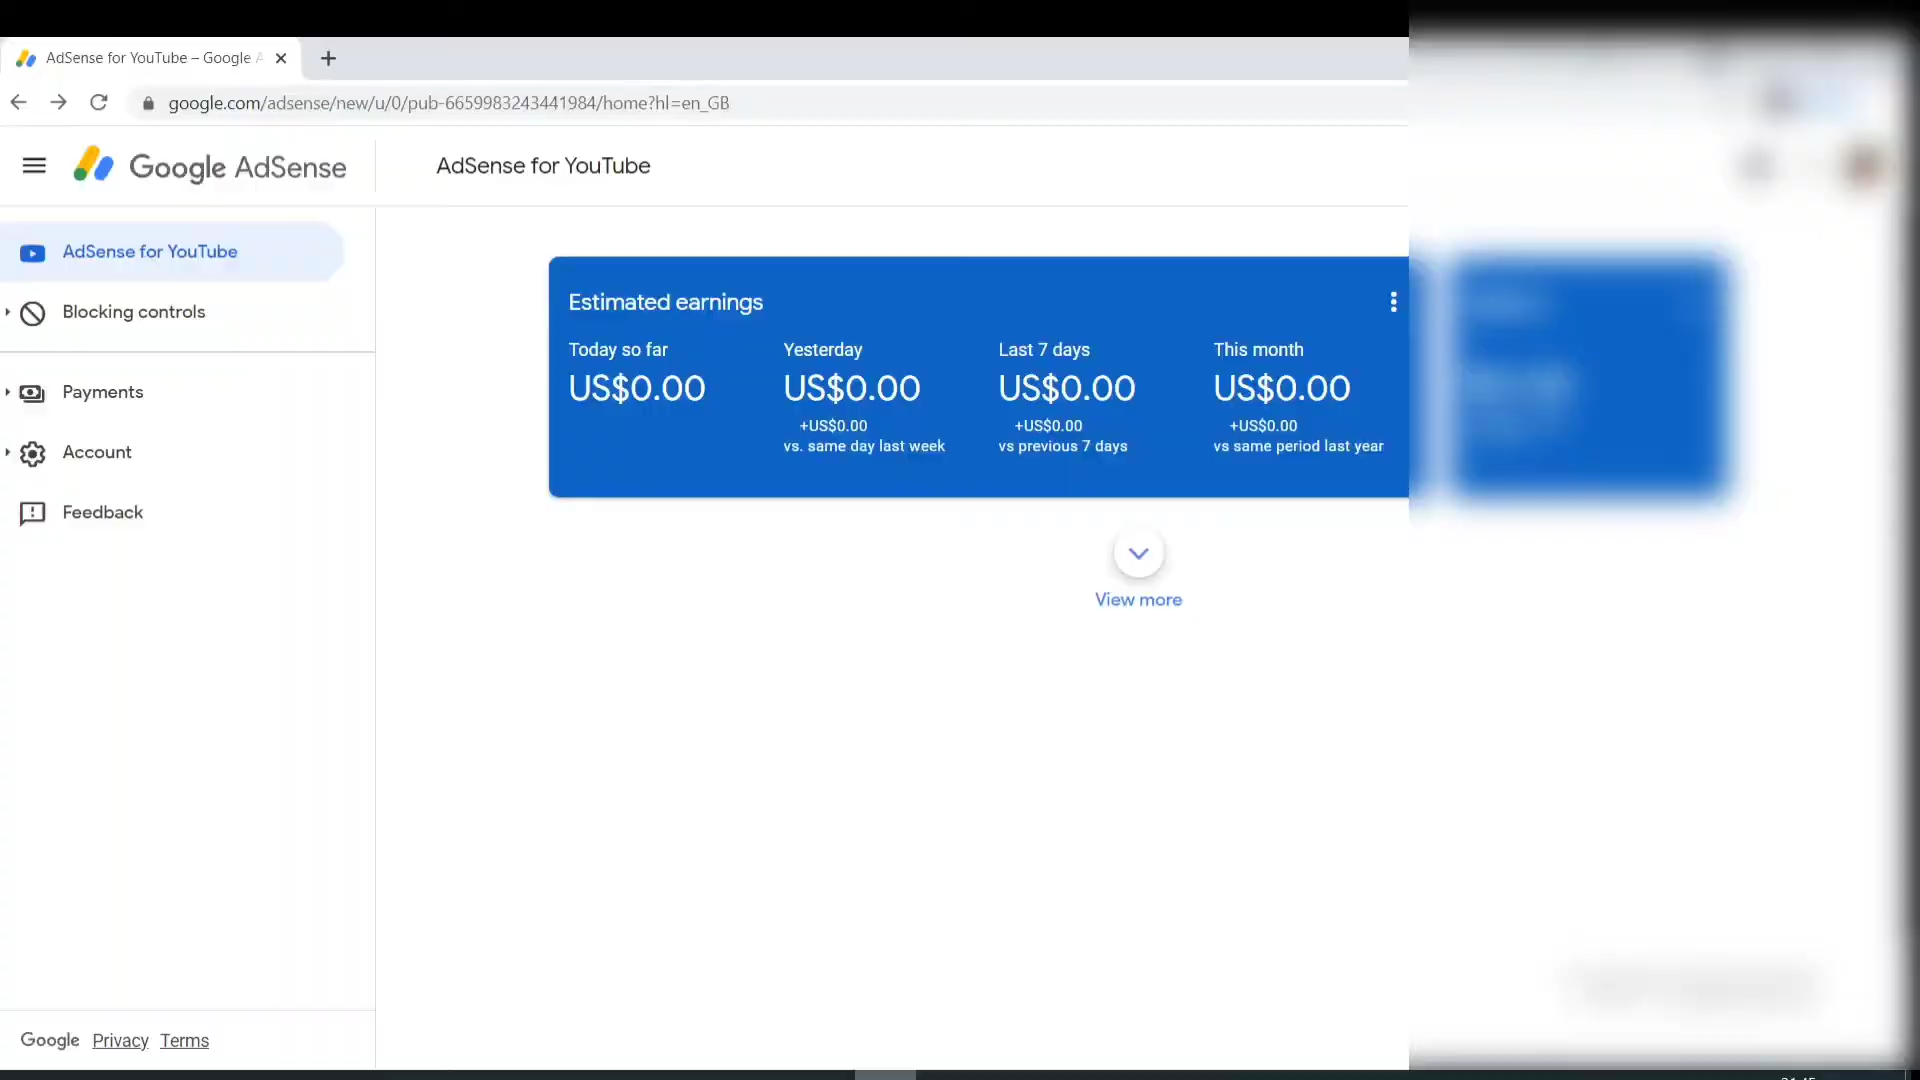 AdSense for YouTube – Google A
google.com/adsense/new/u/0/pub-6659983243441984/home?hl=en_GB
Google AdSense
AdSense for YouTube
AdSense for YouTube
Blocking controls
Payments
Account
Feedback
Estimated earnings
Today so far
US$0.00
Yesterday
US$0.00
+US$0.00
vs. same day last week
Last 7 days
US$0.00
+US$0.00
vs previous 7 days
This month
US$0.00
+US$0.00
vs same period last year
View more
Google Privacy Terms